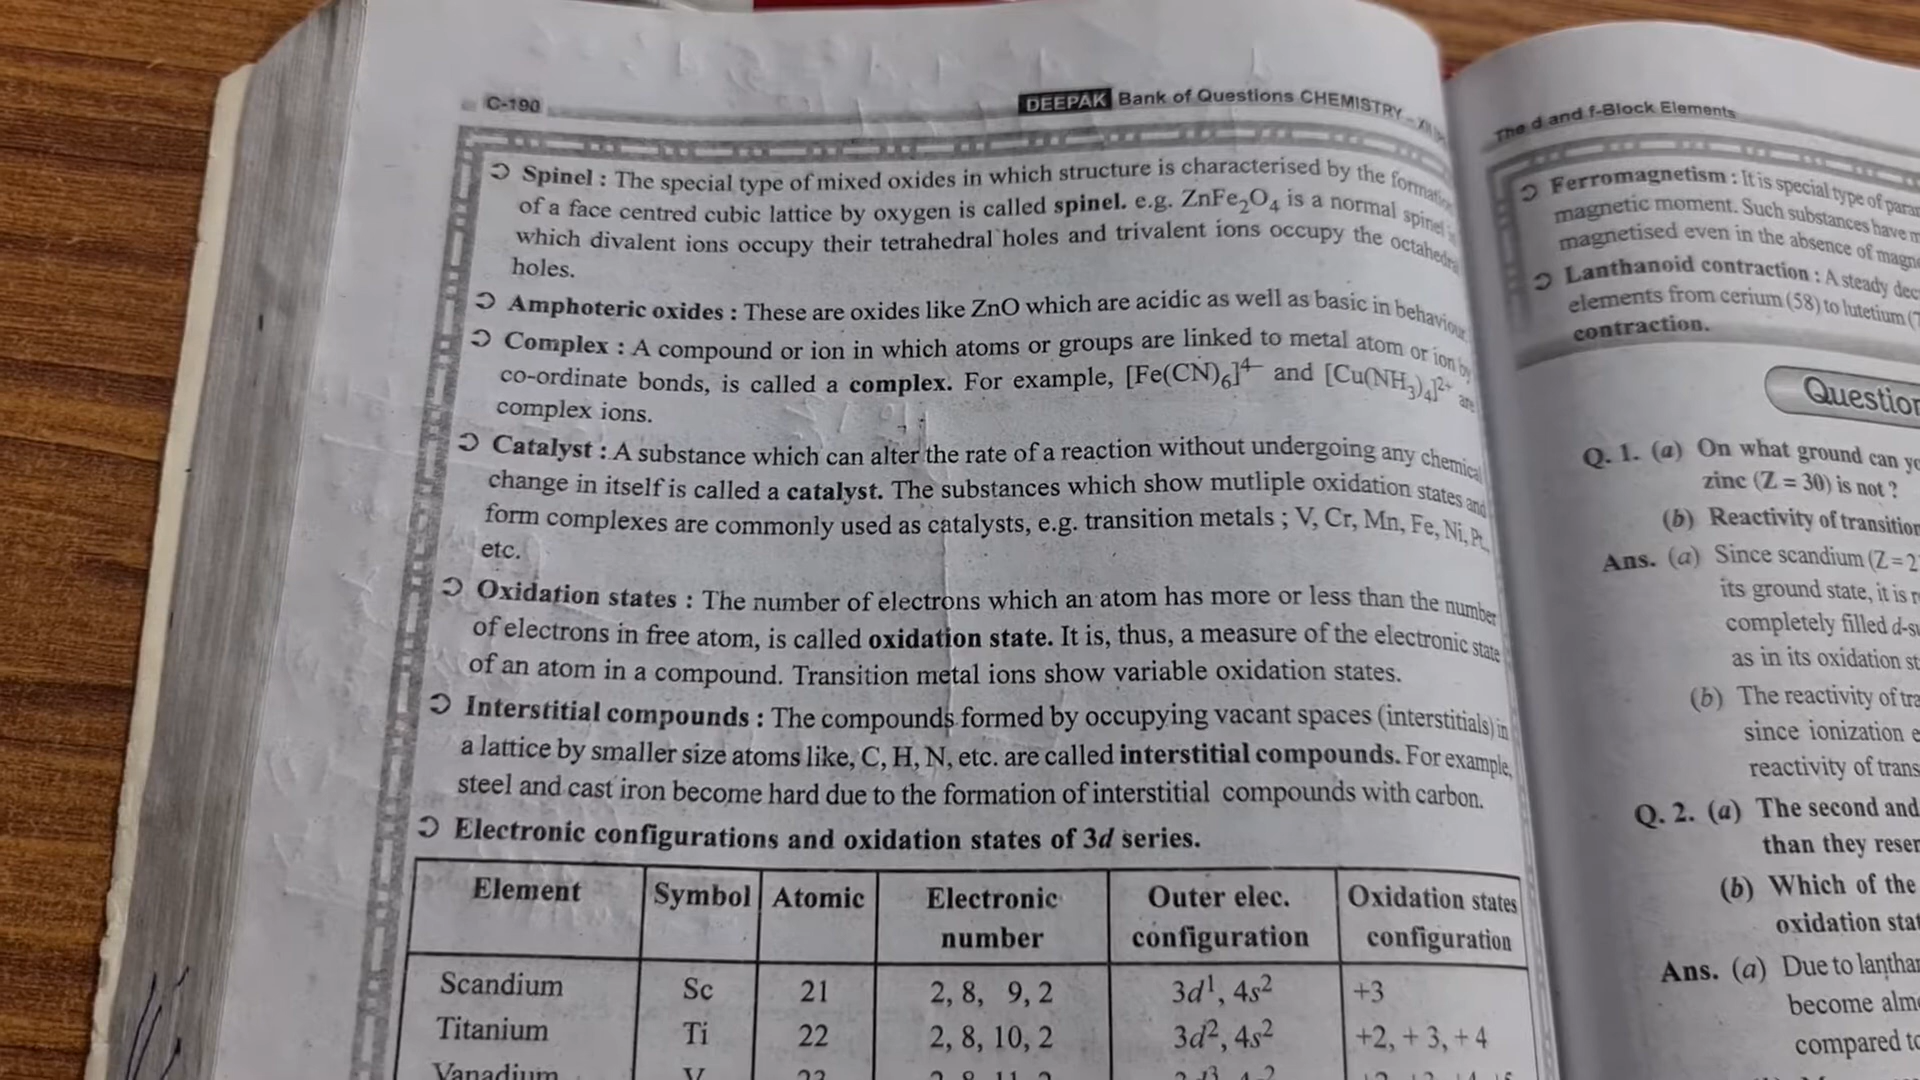 C-190
DEEPAK Bank of Questions CHEMISTRY
➲ Spinel : The special type of mixed oxides in which structure is characterised by the
of a face centred cubic lattice by oxygen is called spinel. e.g. ZnFe₂O₄ is a normal spinel
which divalent ions occupy their tetrahedral holes and trivalent ions occupy the octahedral
holes.
➲ Amphoteric oxides : These are oxides like ZnO which are acidic as well as basic in behaviour.
➲ Complex : A compound or ion in which atoms or groups are linked to metal atom or ion by
co-ordinate bonds, is called a complex. For example, [Fe(CN)₆]⁴⁻ and [Cu(NH₃)₄]²⁺ are
complex ions.
➲ Catalyst : A substance which can alter the rate of a reaction without undergoing any chemical
change in itself is called a catalyst. The substances which show mutliple oxidation states and
form complexes are commonly used as catalysts, e.g. transition metals ; V, Cr, Mn, Fe, Ni, Pt,
etc.
➲ Oxidation states : The number of electrons which an atom has more or less than the number
of electrons in free atom, is called oxidation state. It is, thus, a measure of the electronic state
of an atom in a compound. Transition metal ions show variable oxidation states.
➲ Interstitial compounds : The compounds formed by occupying vacant spaces (interstitials) in
a lattice by smaller size atoms like, C, H, N, etc. are called interstitial compounds. For example,
steel and cast iron become hard due to the formation of interstitial compounds with carbon.
➲ Electronic configurations and oxidation states of 3d series.
Element Symbol Atomic Electronic Outer elec. Oxidation states
number configuration configuration
Scandium Sc 21 2, 8, 9, 2 3d¹, 4s² +3
Titanium Ti 22 2, 8, 10, 2 3d², 4s² +2, + 3, + 4
Vanadium V 23
The d and f-Block Elements
➲ Ferromagnetism : It is special type of
magnetic moment. Such substances have
magnetised even in the absence of
➲ Lanthanoid contraction : A steady
elements from cerium (58) to lutetium
contraction.
Question
Q. 1. (a) On what ground can
zinc (Z = 30) is not ?
(b) Reactivity of transition
Ans. (a) Since scandium (Z = 2
its ground state, it is
completely filled
as in its oxidation
(b) The reactivity of
since ionization
reactivity of
Q. 2. (a) The second and
than they
(b) Which of the
oxidation
Ans. (a) Due to
become
compared